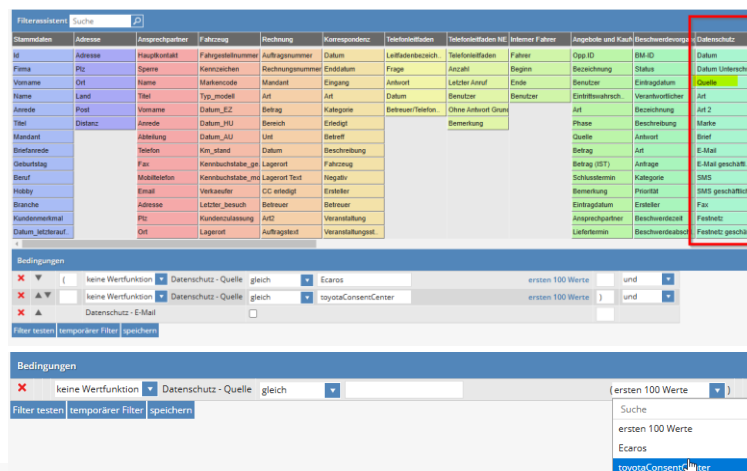 Filterassistent Suche
Stammdaten Adresse Ansprechpartner Fahrzeug Rechnung Korrespondenz Telefonleitfaden Telefonleitfaden NE Interner Fahrer Angebote und Kauf Beschwerdevorgan Datenschutz
Id Adresse Hauptkontakt Fahrgestellnummer Auftragsnummer Datum Leitfadenbezeich.. Telefonleitfaden Fahrer Opp.ID BM-ID Datum
Firma Plz Sperre Kennzeichen Rechnungsnummer Enddatum Frage Anzahl Beginn Bezeichnung Status Datum Untersch
Vorname Ort Name Markencode Mandant Eingang Antwort Letzter Anruf Ende Benutzer Eintragdatum Quelle
Name Land Titel Typ_modell Art Art Datum Benutzer Benutzer Eintrittswahrsch.. Verantwortlicher Art
Anrede Post Vorname Datum_EZ Betrag Kategorie Betreuer/Telefon.. Ohne Antwort Grund Art Bezeichnung Art 2
Titel Distanz Anrede Datum_HU Bereich Erledigt Bemerkung Phase Beschreibung Marke
Mandant Abteilung Datum_AU Unt Betreff Quelle Antwort Brief
Briefanrede Telefon Km_stand Datum Beschreibung Betrag Art E-Mail
Geburtstag Fax Kennbuchstabe_ge.. Lagerort Fahrzeug Betrag (IST) Anfrage E-Mail geschäftl.
Beruf Mobiltelefon Kennbuchstabe_mo Lagerort Text Negativ Schlusstermin Kategorie SMS
Hobby Email Verkaeufer CC erledigt Ersteller Bemerkung Priorität SMS geschäftlich
Branche Adresse Letzter_besuch Betreuer Betreuer Eintragdatum Ersteller Fax
Kundenmerkmal Plz Kundenzulassung Art2 Veranstaltung Ansprechpartner Beschwerdezeil Festnetz
Datum_letzterauf.. Ort Lagerort Auftragstext Veranstaltungsst.. Liefertermin Beschwerdeabsch Festnetz geschä
Bedingungen
( keine Wertfunktion Datenschutz - Quelle gleich Ecaros ersten 100 Werte und
keine Wertfunktion Datenschutz - Quelle gleich toyotaConsentCenter ersten 100 Werte ) und
Datenschutz - E-Mail
Filter testen temporärer Filter speichern
Bedingungen
keine Wertfunktion Datenschutz - Quelle gleich ( ersten 100 Werte )
Filter testen temporärer Filter speichern
Suche
ersten 100 Werte
Ecaros
toyotaConsentCenter